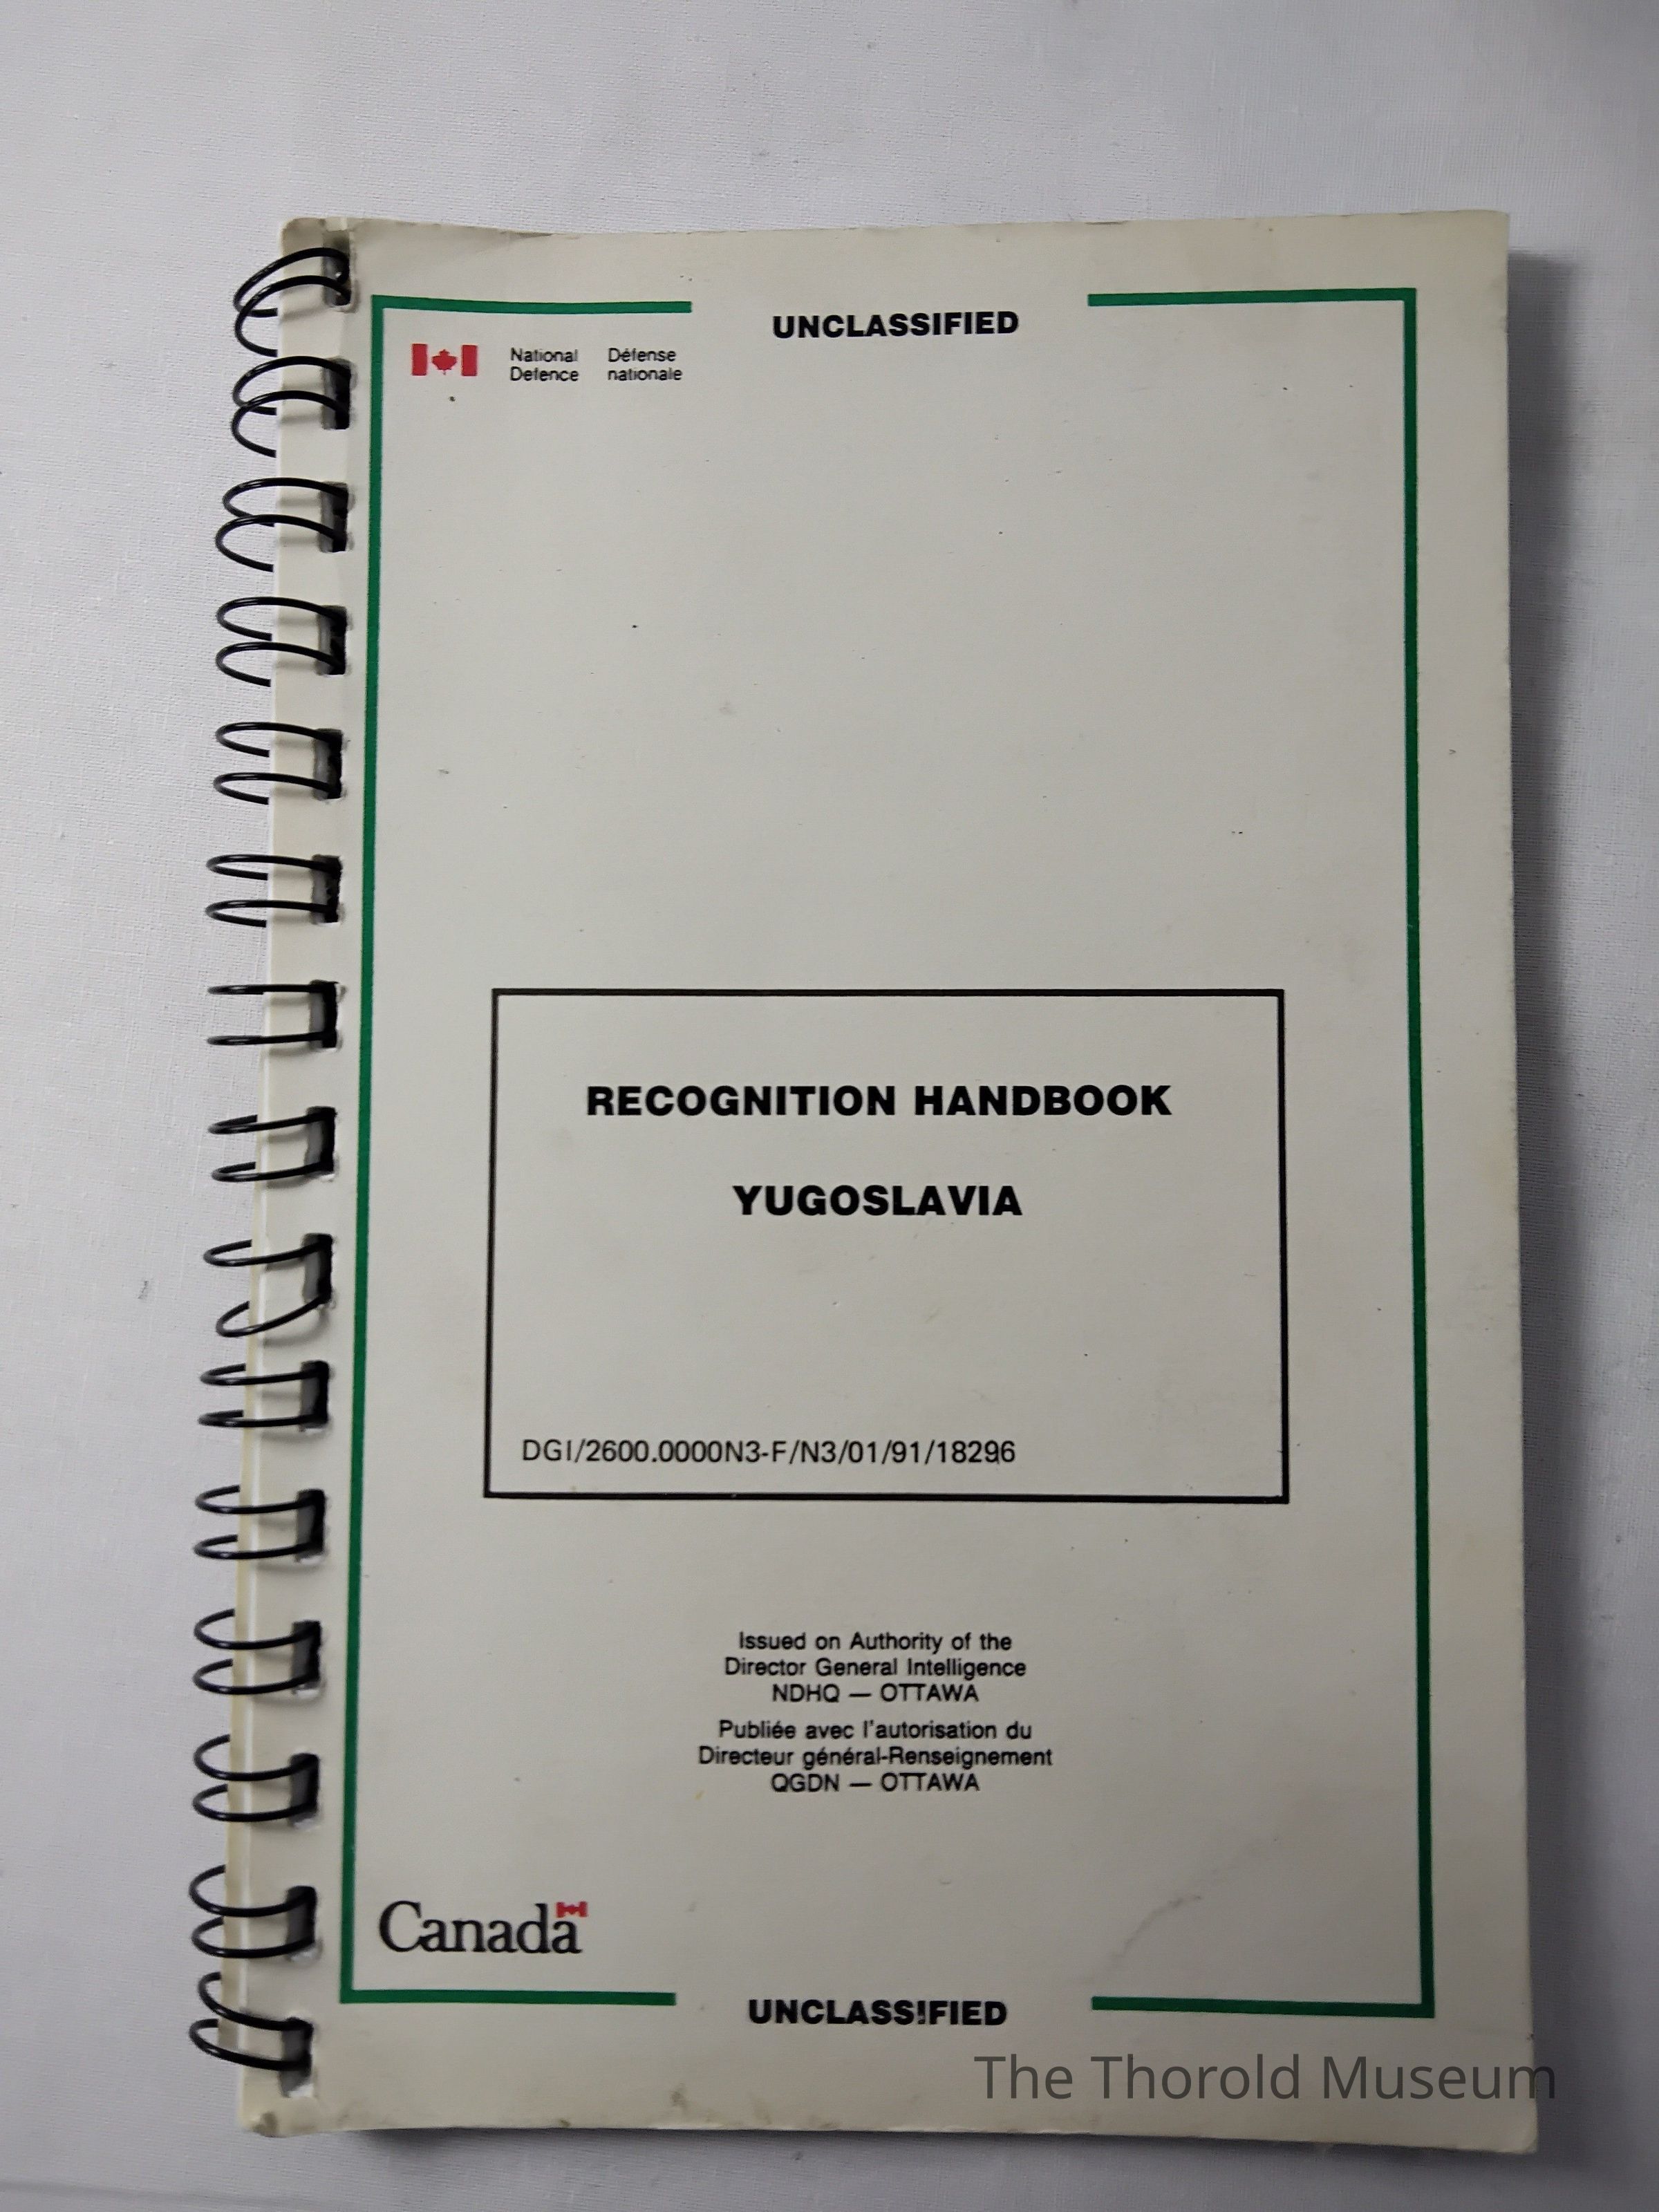 UNCLASSIFIED
National Défense
Defence nationale
RECOGNITION HANDBOOK
YUGOSLAVIA
DGI/2600.0000N3-F/N3/01/91/18296
Issued on Authority of the
Director General Intelligence
NDHQ — OTTAWA
Publiée avec l'autorisation du
Directeur général-Renseignement
QGDN — OTTAWA
Canada
UNCLASSIFIED
The Thorold Museum